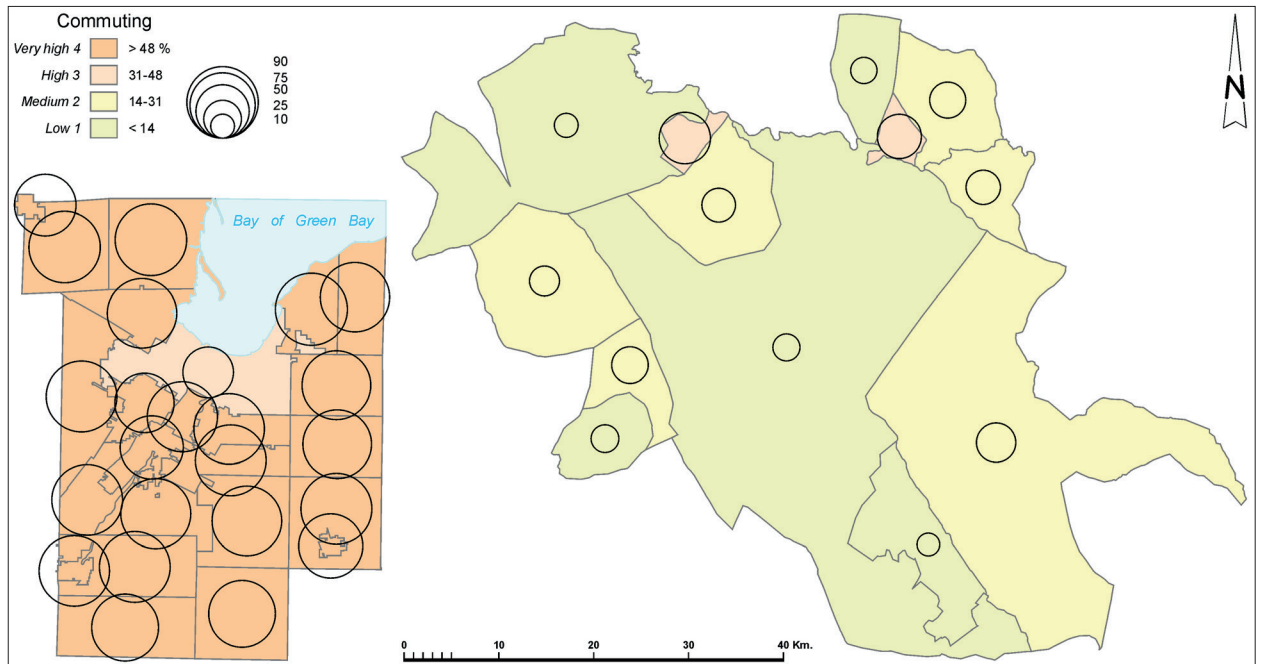 Commuting
Very high 4 > 48 %
High 3 31-48
Medium 2 14-31
Low 1 < 14
90
75
50
25
10
N
Bay of Green Bay
0 10 20 30 40 Km.